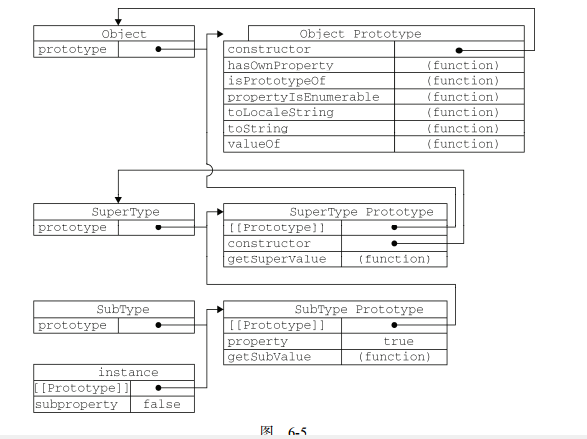 Object
prototype
Object Prototype
constructor
hasOwnProperty (function)
isPrototypeOf (function)
propertyIsEnumerable (function)
toLocaleString (function)
toString (function)
valueOf (function)
SuperType
prototype
SuperType Prototype
[[Prototype]]
constructor
getSuperValue (function)
SubType
prototype
SubType Prototype
[[Prototype]]
property true
getSubValue (function)
instance
[[Prototype]]
subproperty false
图 6-5